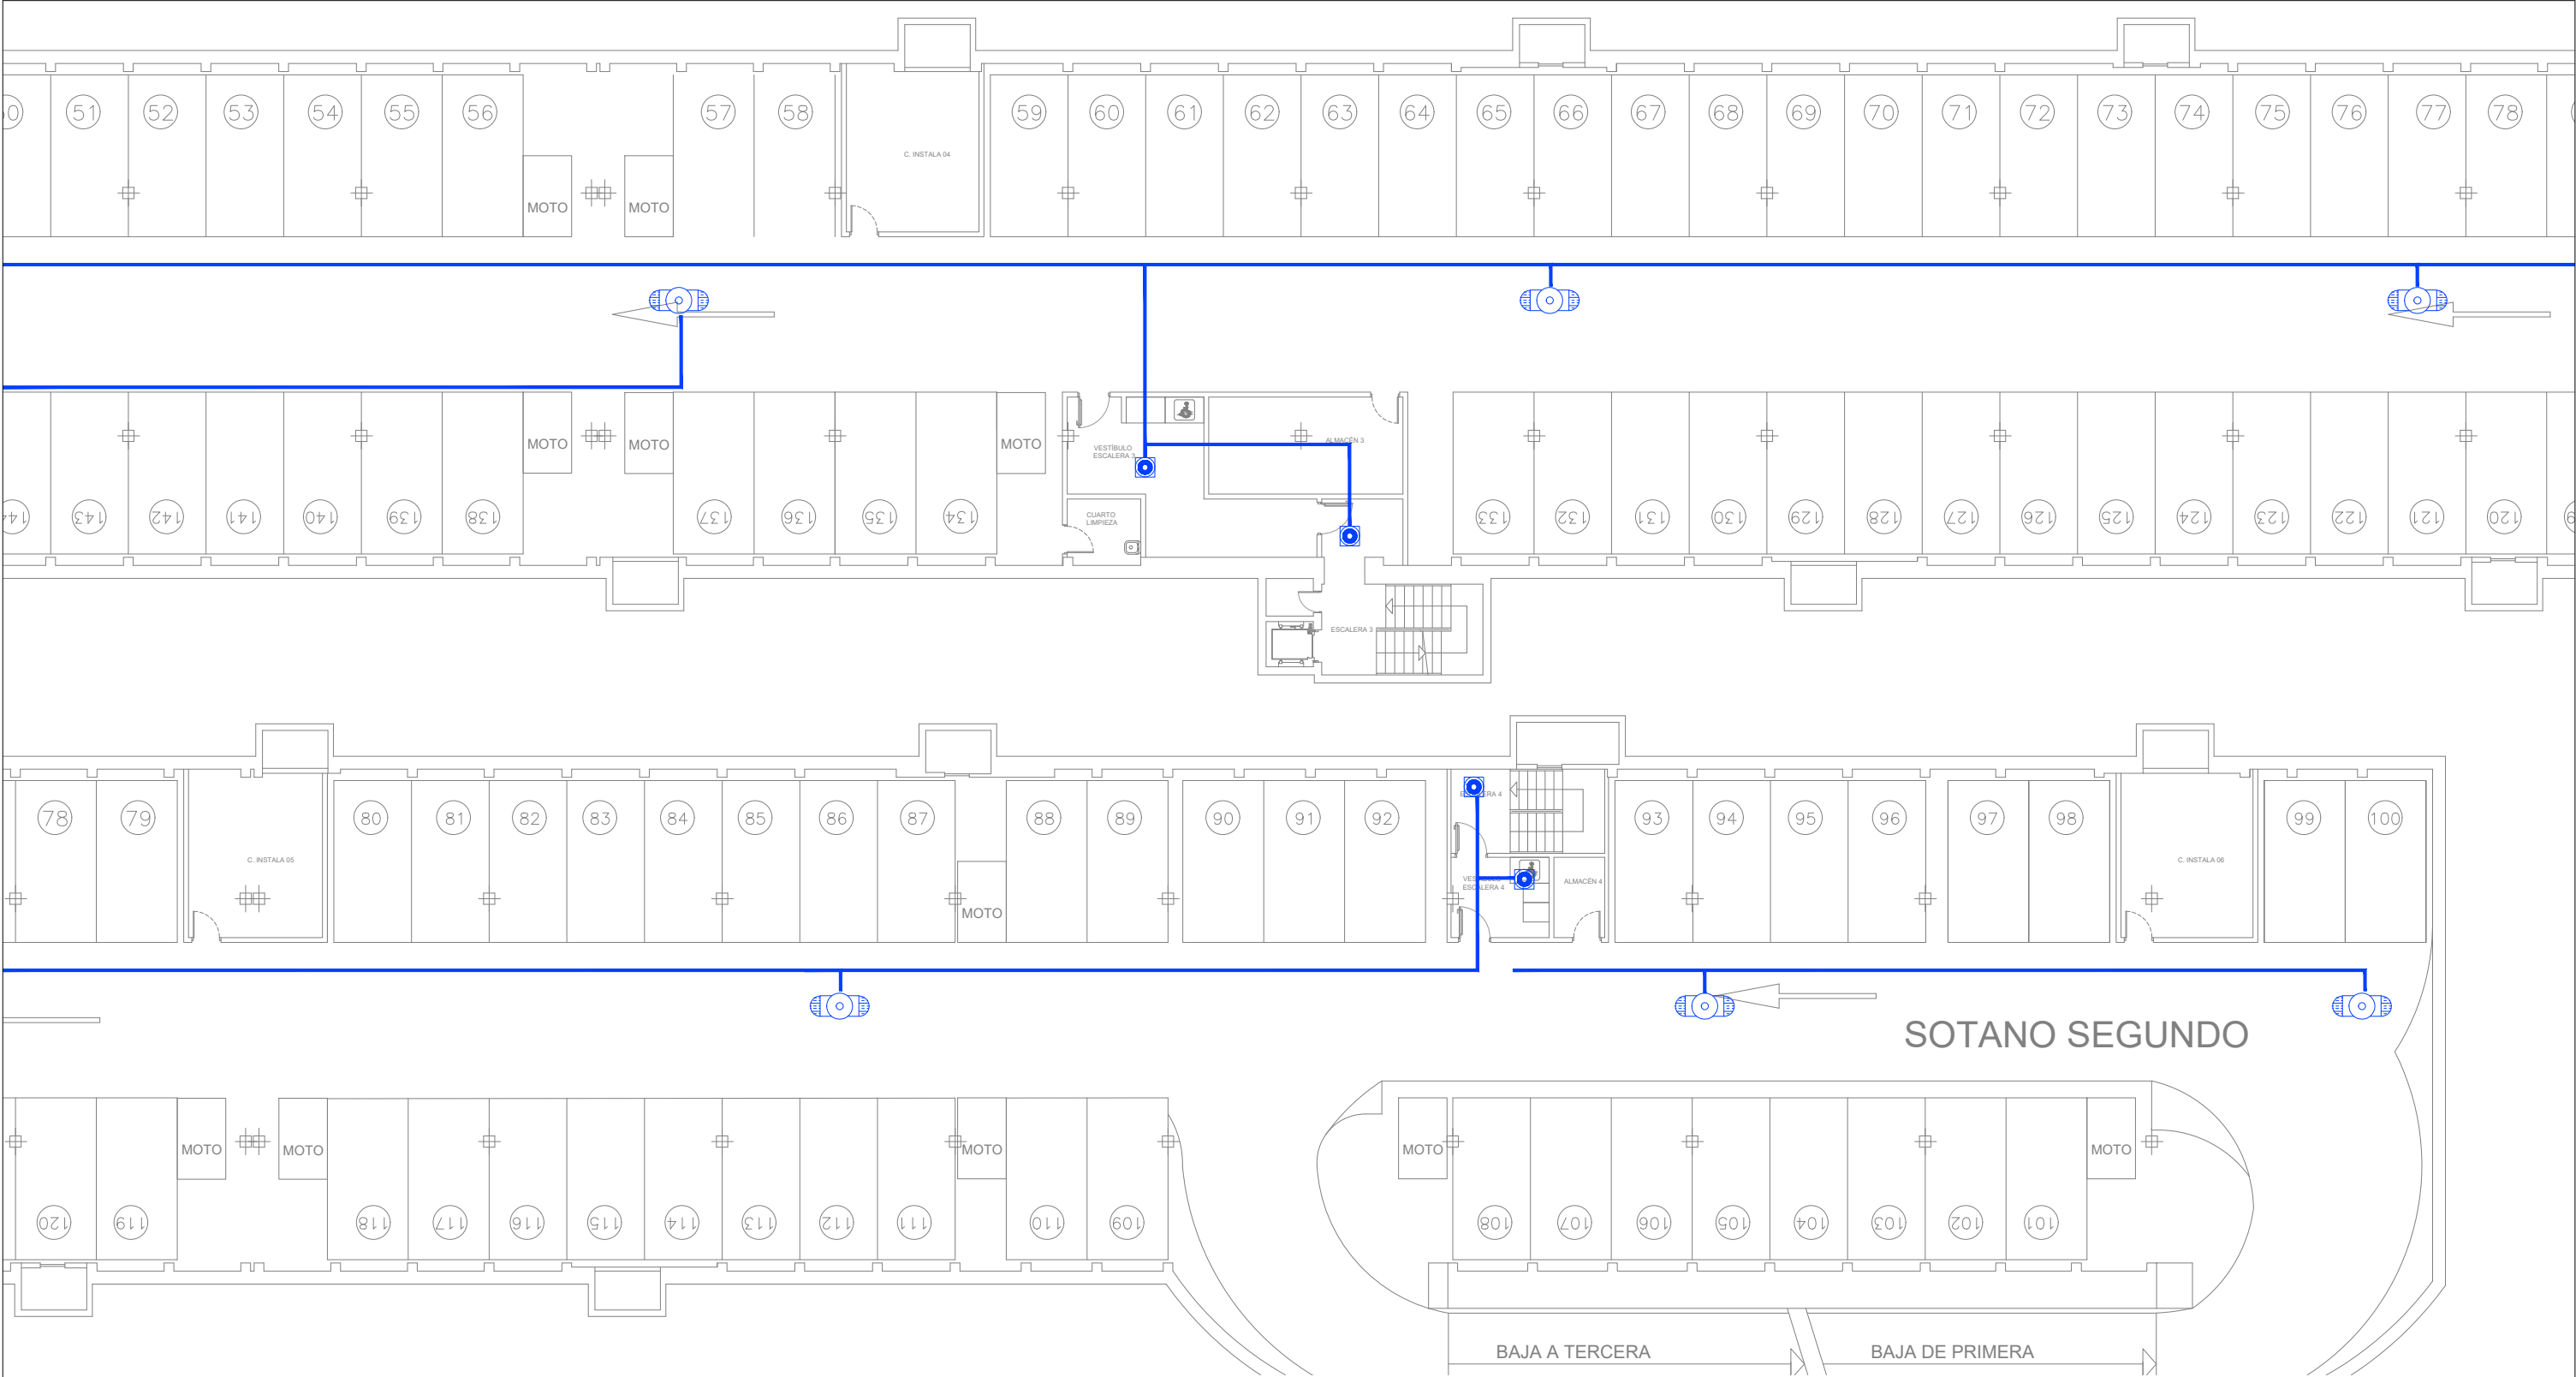 51 52 53 54 55 56 57 58 59 60 61 62 63 64 65 66 67 68 69 70 71 72 73 74 75 76 77 78
C. INSTALA 04
MOTO MOTO
MOTO MOTO MOTO
VESTÍBULO
ESCALERA 3
ALMACÉN 3
CUARTO
LIMPIEZA
143 142 141 140 139 138 137 136 135 134 133 132 131 130 129 128 127 126 125 124 123 122 121 120
ESCALERA 3
78 79 80 81 82 83 84 85 86 87 88 89 90 91 92 93 94 95 96 97 98 99 100
C. INSTALA 05
C. INSTALA 06
ESCALERA 4
ESCALERA 4
ALMACÉN 4
MOTO
SOTANO SEGUNDO
MOTO MOTO MOTO MOTO MOTO
120 119 118 117 116 115 114 113 112 111 110 109 108 107 106 105 104 103 102 101
BAJA A TERCERA
BAJA DE PRIMERA